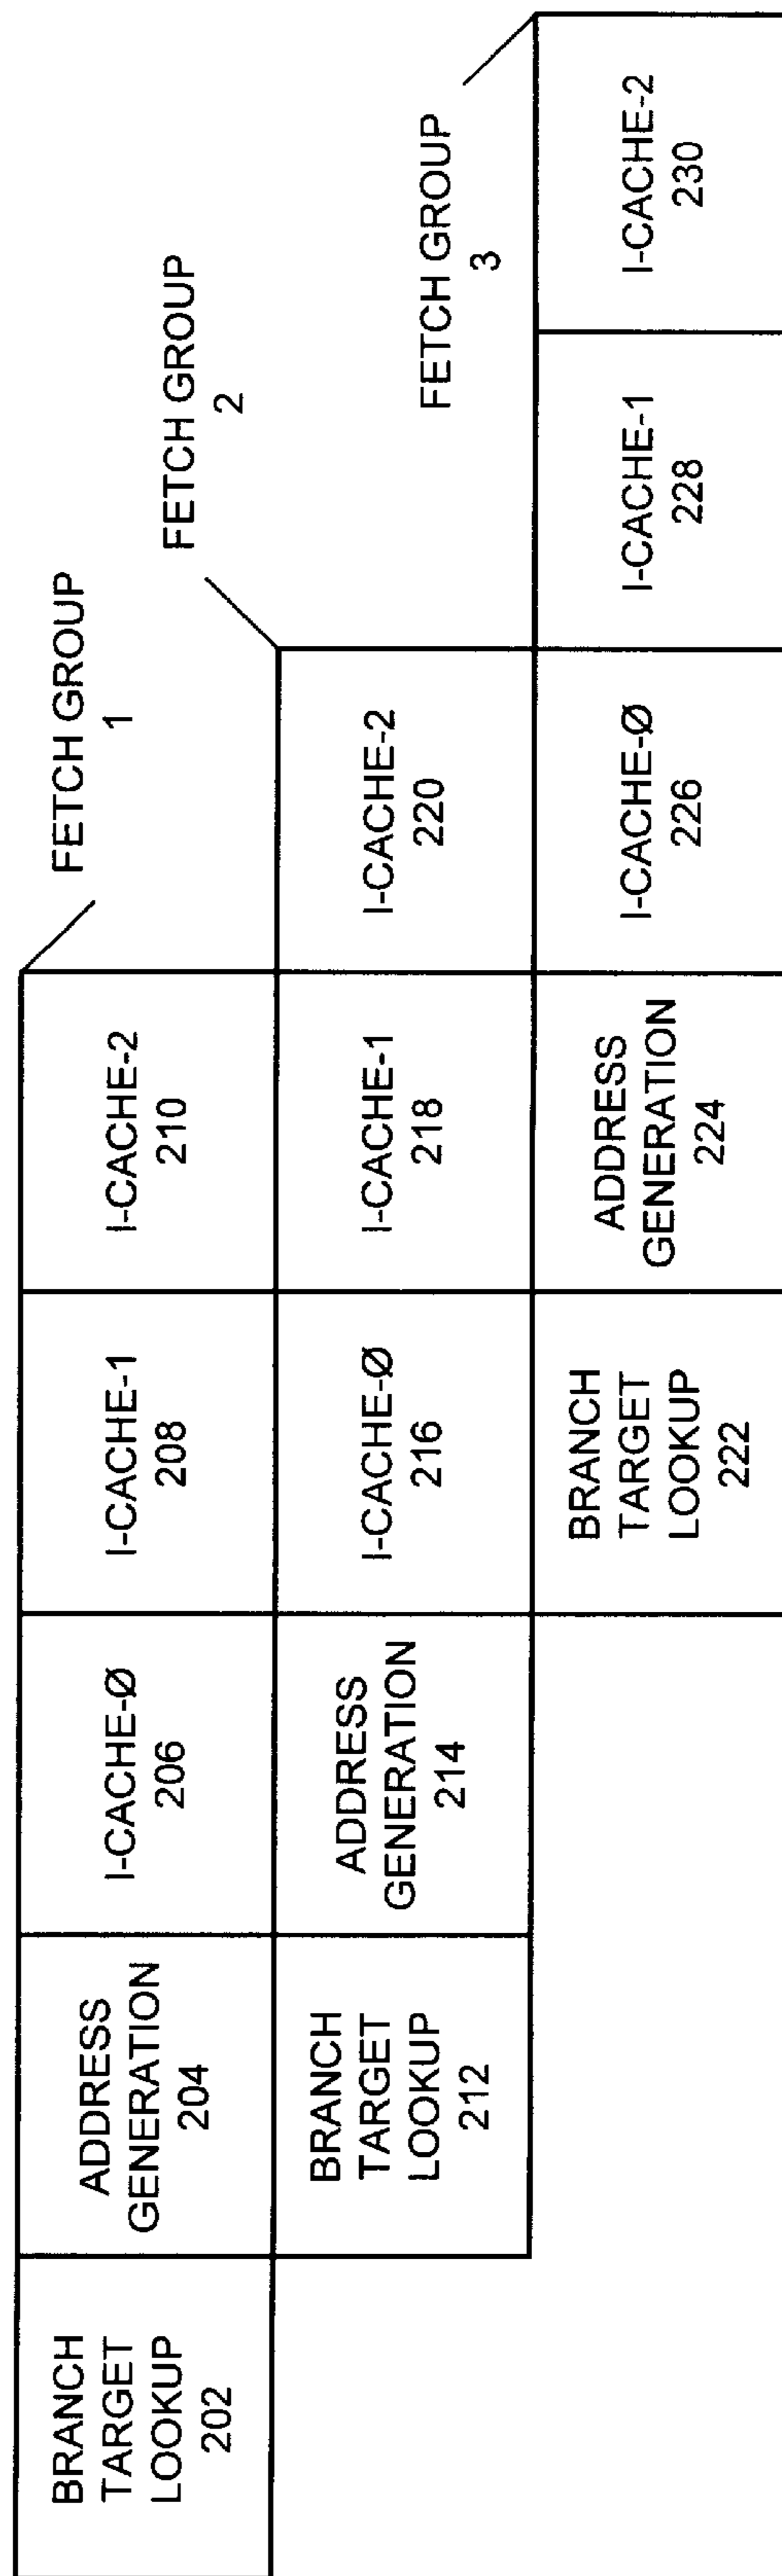 FETCH GROUP
1
BRANCH
TARGET
LOOKUP
202
ADDRESS
GENERATION
204
I-CACHE-Ø
206
I-CACHE-1
208
I-CACHE-2
210
FETCH GROUP
2
BRANCH
TARGET
LOOKUP
212
ADDRESS
GENERATION
214
I-CACHE-Ø
216
I-CACHE-1
218
I-CACHE-2
220
FETCH GROUP
3
BRANCH
TARGET
LOOKUP
222
ADDRESS
GENERATION
224
I-CACHE-Ø
226
I-CACHE-1
228
I-CACHE-2
230